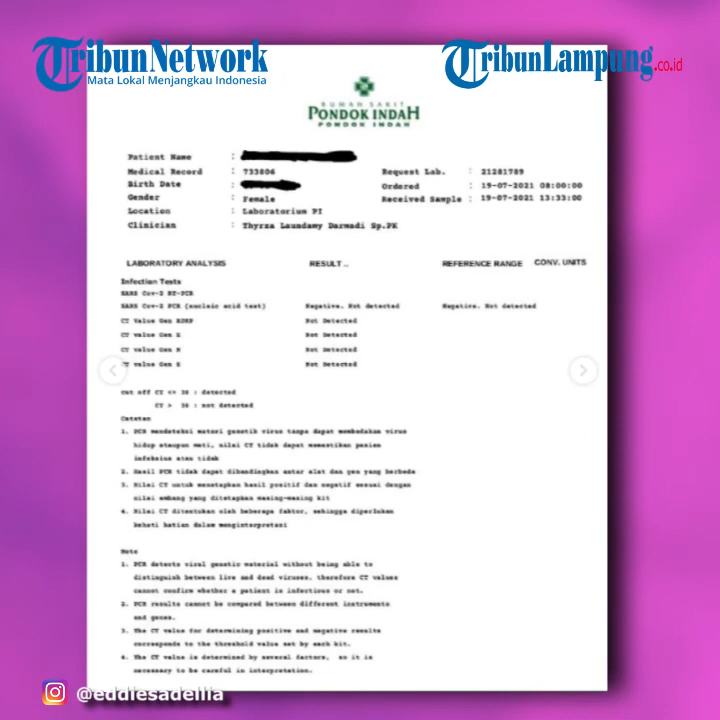 TribunNetwork
Mata Lokal Menjangkau Indonesia
TribunLampung.co.id
RUMAH SAKIT
PONDOK INDAH
PONDOK INDAH
Patient Name :
Medical Record : 733806 Request Lab. : 21281789
Birth Date : Ordered : 19-07-2021 08:00:00
Gender : Female Received Sample : 19-07-2021 13:33:00
Location : Laboratorium PI
Clinician : Thyrza Laundamy Darmadi Sp.PK
LABORATORY ANALYSIS RESULT .. REFERENCE RANGE CONV. UNITS
Infection Tests
SARS Cov-2 RT-PCR
SARS Cov-2 PCR (nucleic acid test) Negative. Not detected Negative. Not detected
CT Value Gen RDRP Not Detected
CT value Gen E Not Detected
CT value Gen N Not Detected
CT value Gen Not Detected
Cut off CT <= : detected
CT > : not detected
Catatan
1. PCR mendeteksi materi genetik virus tanpa dapat membedakan virus
hidup ataupun mati, nilai CT tidak dapat memastikan pasien
infeksius atau tidak
2. Hasil PCR tidak dapat dibandingkan antar alat dan gen yang berbeda
3. Nilai CT untuk menetapkan hasil positif dan negatif sesuai dengan
nilai ambang yang ditetapkan masing-masing kit
4. Nilai CT ditentukan oleh beberapa faktor, sehingga diperlukan
kehati hatian dalam menginterpretasi
Note
1. PCR detects viral genetic material without being able to
distinguish between live and dead viruses, therefore CT values
cannot confirm whether a patient is infectious or not.
2. PCR results cannot be compared between different instruments
and genes.
3. The CT value for determining positive and negative results
corresponds to the threshold value set by each kit.
4. The CT value is determined by several factors, so it is
necessary to be careful in interpretation.
@eddiesadellia